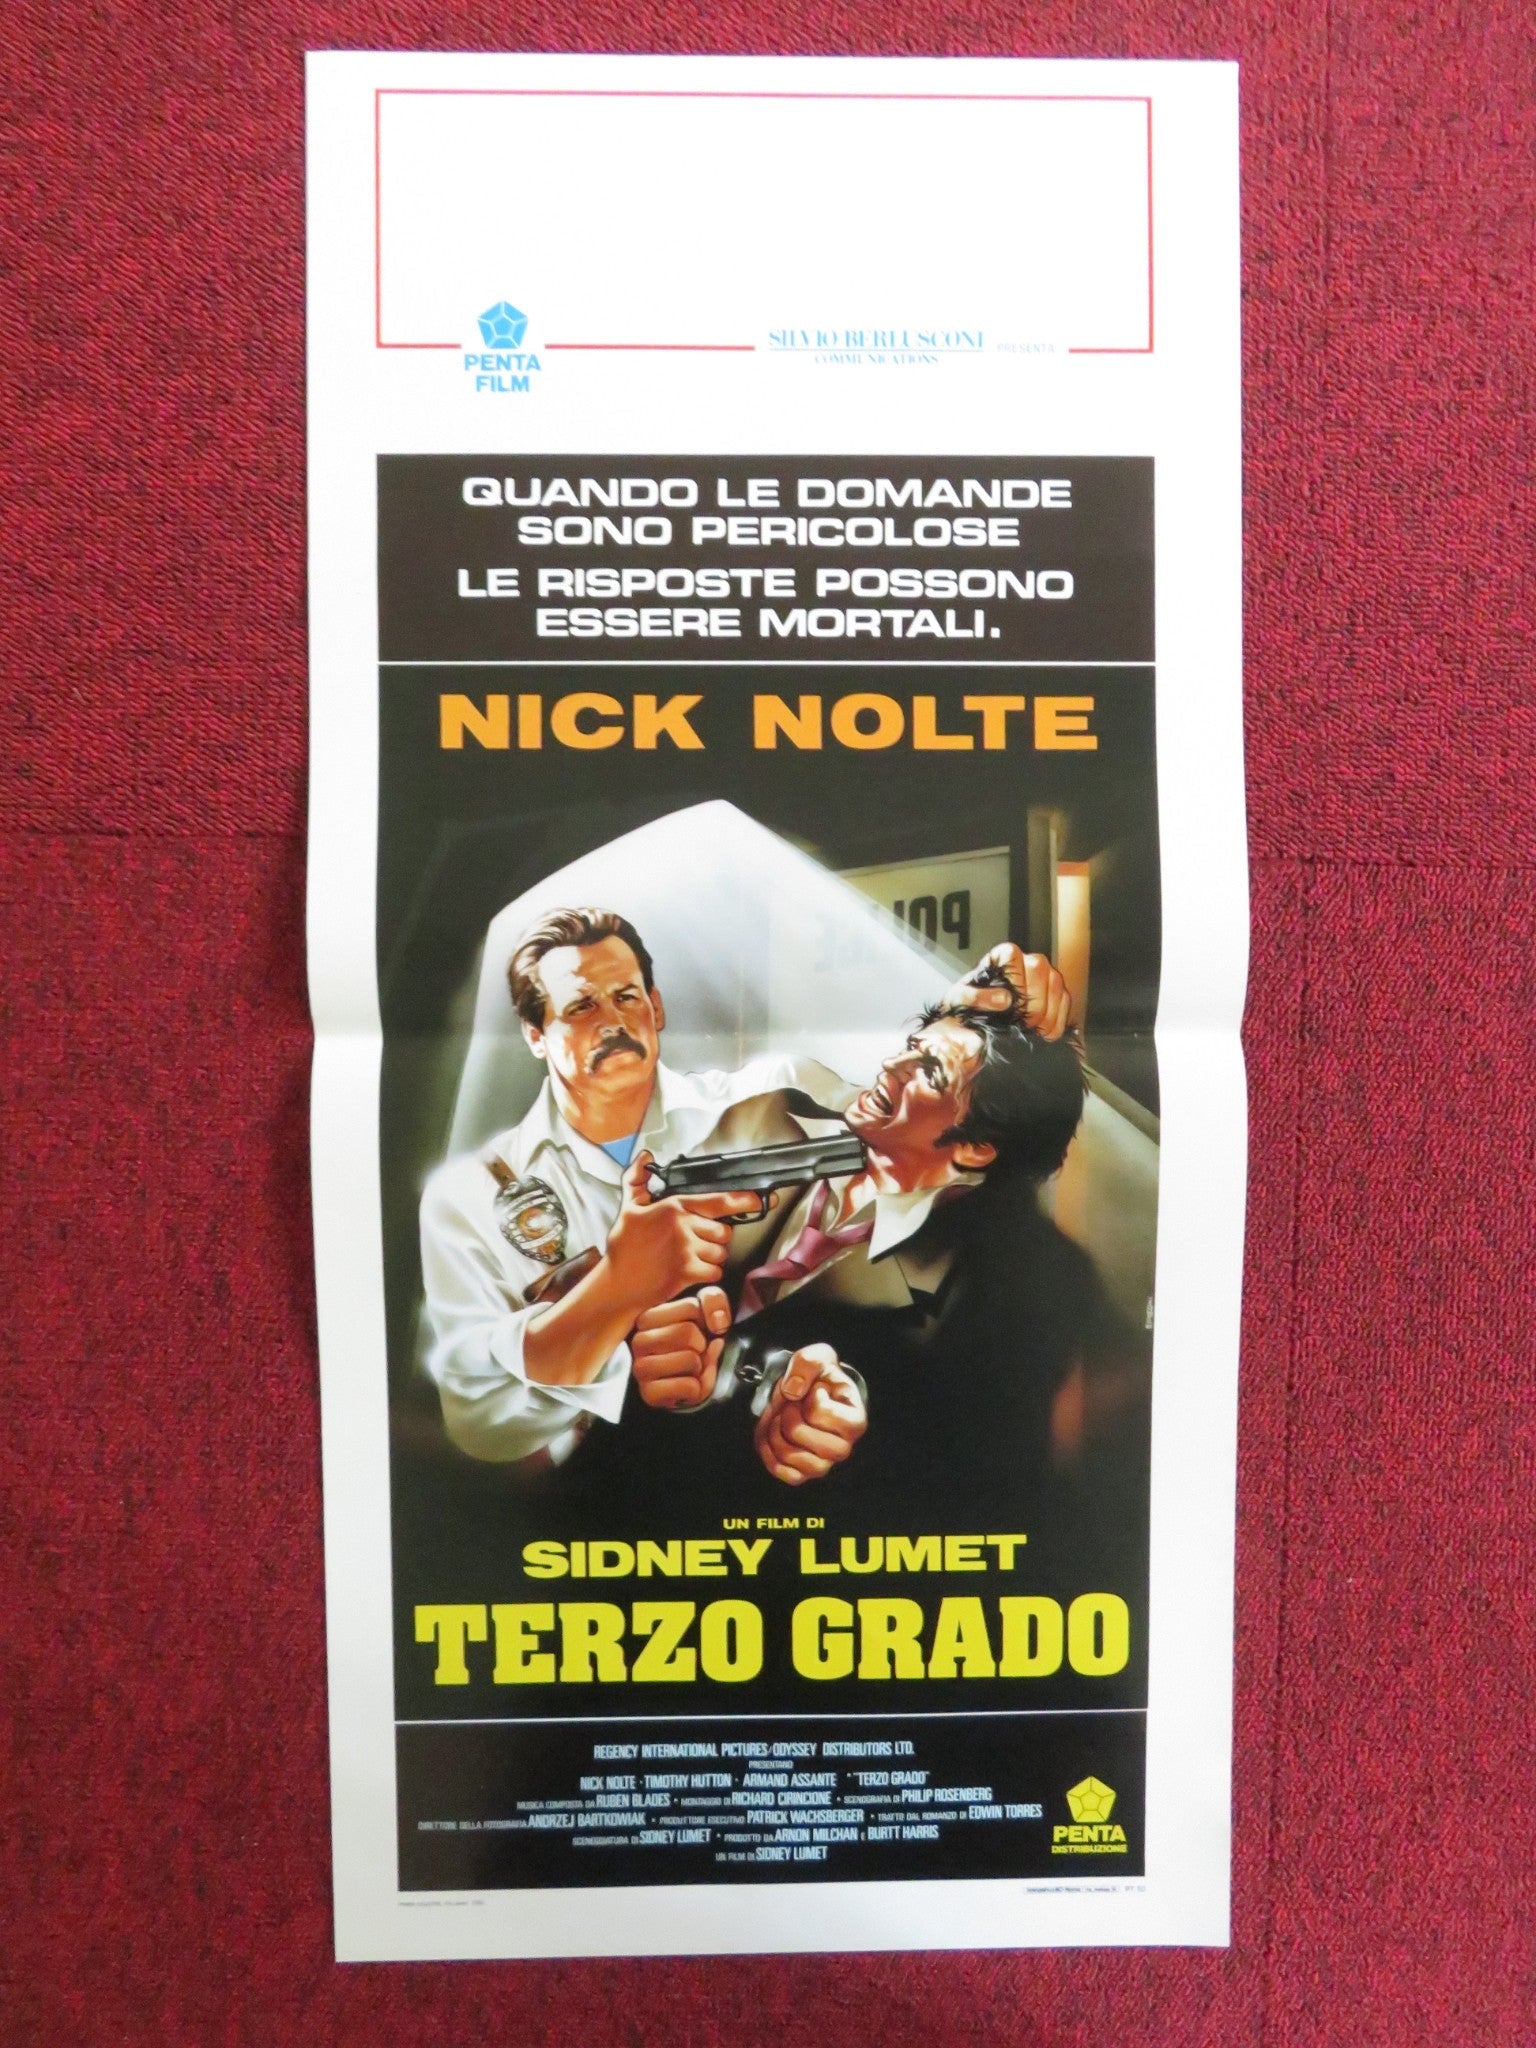 PENTA
FILM
SILVIO BERLUSCONI
COMMUNICATIONS
PRESENTA
QUANDO LE DOMANDE
SONO PERICOLOSE
LE RISPOSTE POSSONO
ESSERE MORTALI.
NICK NOLTE
POLICE
UN FILM DI
SIDNEY LUMET
TERZO GRADO
REGENCY INTERNATIONAL PICTURES/ODYSSEY DISTRIBUTORS LTD.
PRESENTANO
NICK NOLTE • TIMOTHY HUTTON • ARMAND ASSANTE • "TERZO GRADO"
MUSICA COMPOSTA DA RUBEN BLADES • MONTAGGIO DI RICHARD CIRINCIONE • SCENOGRAFIA DI PHILIP ROSENBERG
DIRETTORE DELLA FOTOGRAFIA ANDRZEJ BARTKOWIAK • PRODUTTORE ESECUTIVO PATRICK WACHSBERGER • TRATTO DAL ROMANZO DI EDWIN TORRES
SCENEGGIATURA DI SIDNEY LUMET • PRODOTTO DA ARNON MILCHAN E BURTT HARRIS
UN FILM DI SIDNEY LUMET
PENTA
DISTRIBUZIONE